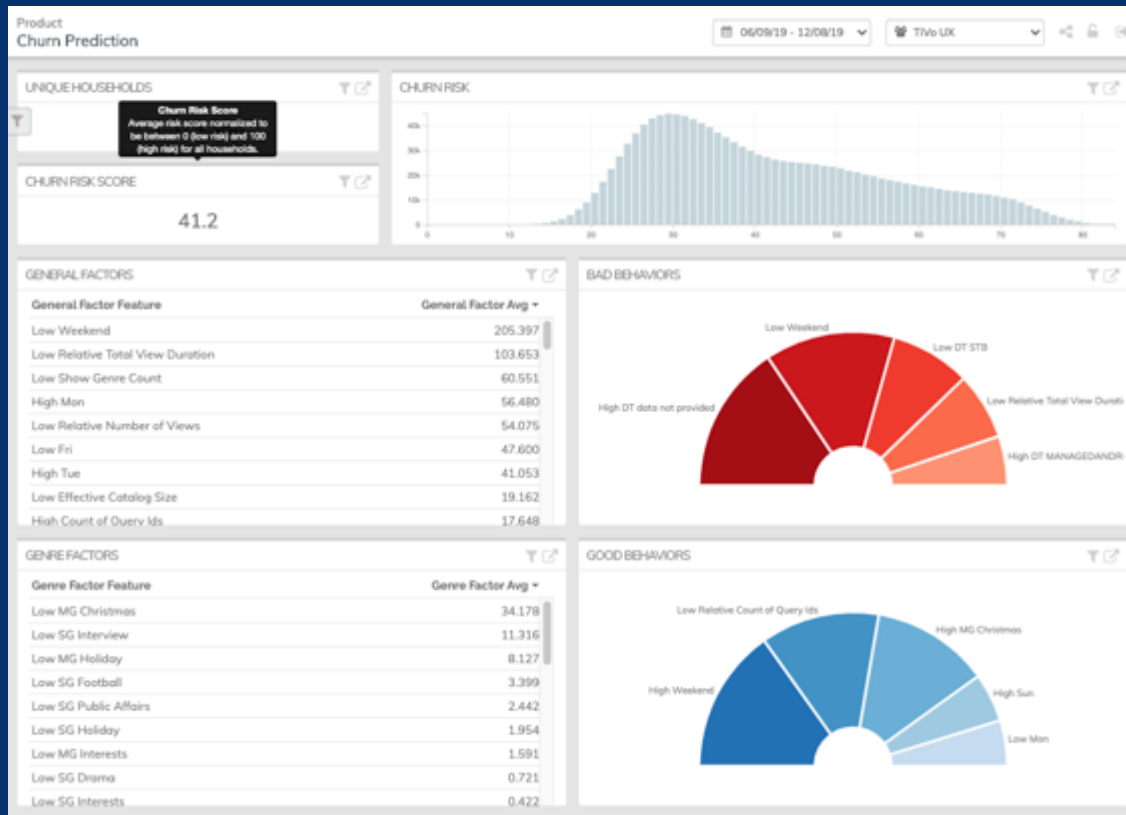 Product
Churn Prediction
06/09/19 - 12/08/19
TiVo UX
UNIQUE HOUSEHOLDS
Churn Risk Score
Average risk score normalized to
be between 0 (low risk) and 100
(high risk) for all households.
CHURN RISK SCORE
41.2
CHURN RISK
40k
30k
20k
10k
0
0 10 20 30 40 50 60 70 80
GENERAL FACTORS
General Factor Feature General Factor Avg
Low Weekend 205.397
Low Relative Total View Duration 103.653
Low Show Genre Count 60.551
High Mon 56.480
Low Relative Number of Views 54.075
Low Fri 47.600
High Tue 41.053
Low Effective Catalog Size 19.162
High Count of Query Ids 17.648
BAD BEHAVIORS
Low Weekend
Low DT STB
High DT data not provided
Low Relative Total View Durati
High DT MANAGEDANDR
GENRE FACTORS
Genre Factor Feature Genre Factor Avg
Low MG Christmas 34.178
Low SG Interview 11.316
Low MG Holiday 8.127
Low SG Football 3.399
Low SG Public Affairs 2.442
Low SG Holiday 1.954
Low MG Interests 1.591
Low SG Drama 0.721
Low SG Interests 0.422
GOOD BEHAVIORS
Low Relative Count of Query Ids
High MG Christmas
High Weekend
High Sun
Low Mon